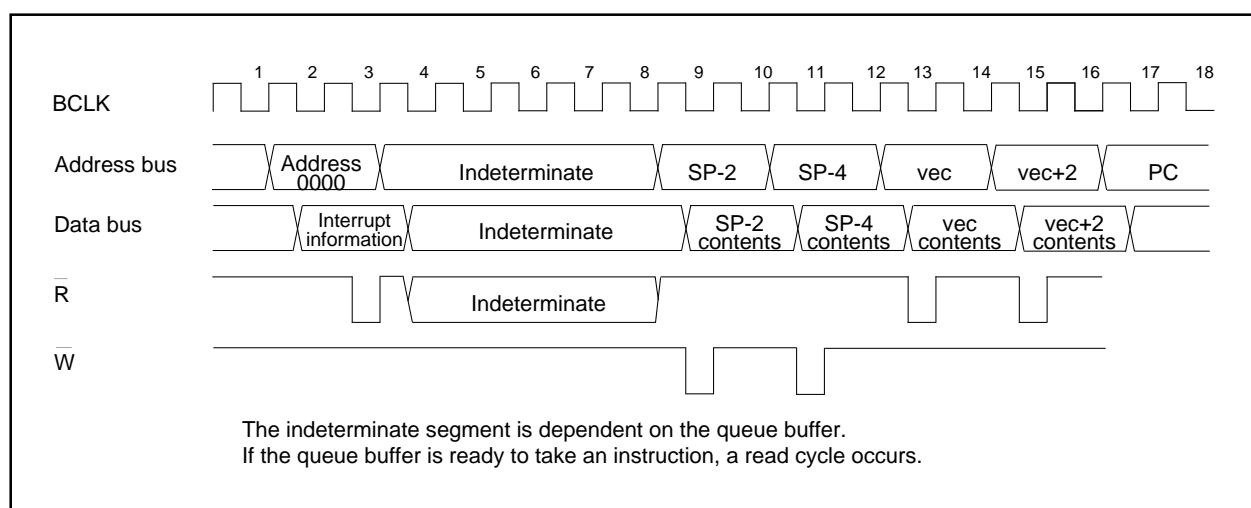 1 2 3 4 5 6 7 8 9 10 11 12 13 14 15 16 17 18
BCLK
Address bus
Address
0000
Indeterminate
SP-2
SP-4
vec
vec+2
PC
Data bus
Interrupt
information
Indeterminate
SP-2
contents
SP-4
contents
vec
contents
vec+2
contents
R
Indeterminate
W
The indeterminate segment is dependent on the queue buffer.
If the queue buffer is ready to take an instruction, a read cycle occurs.